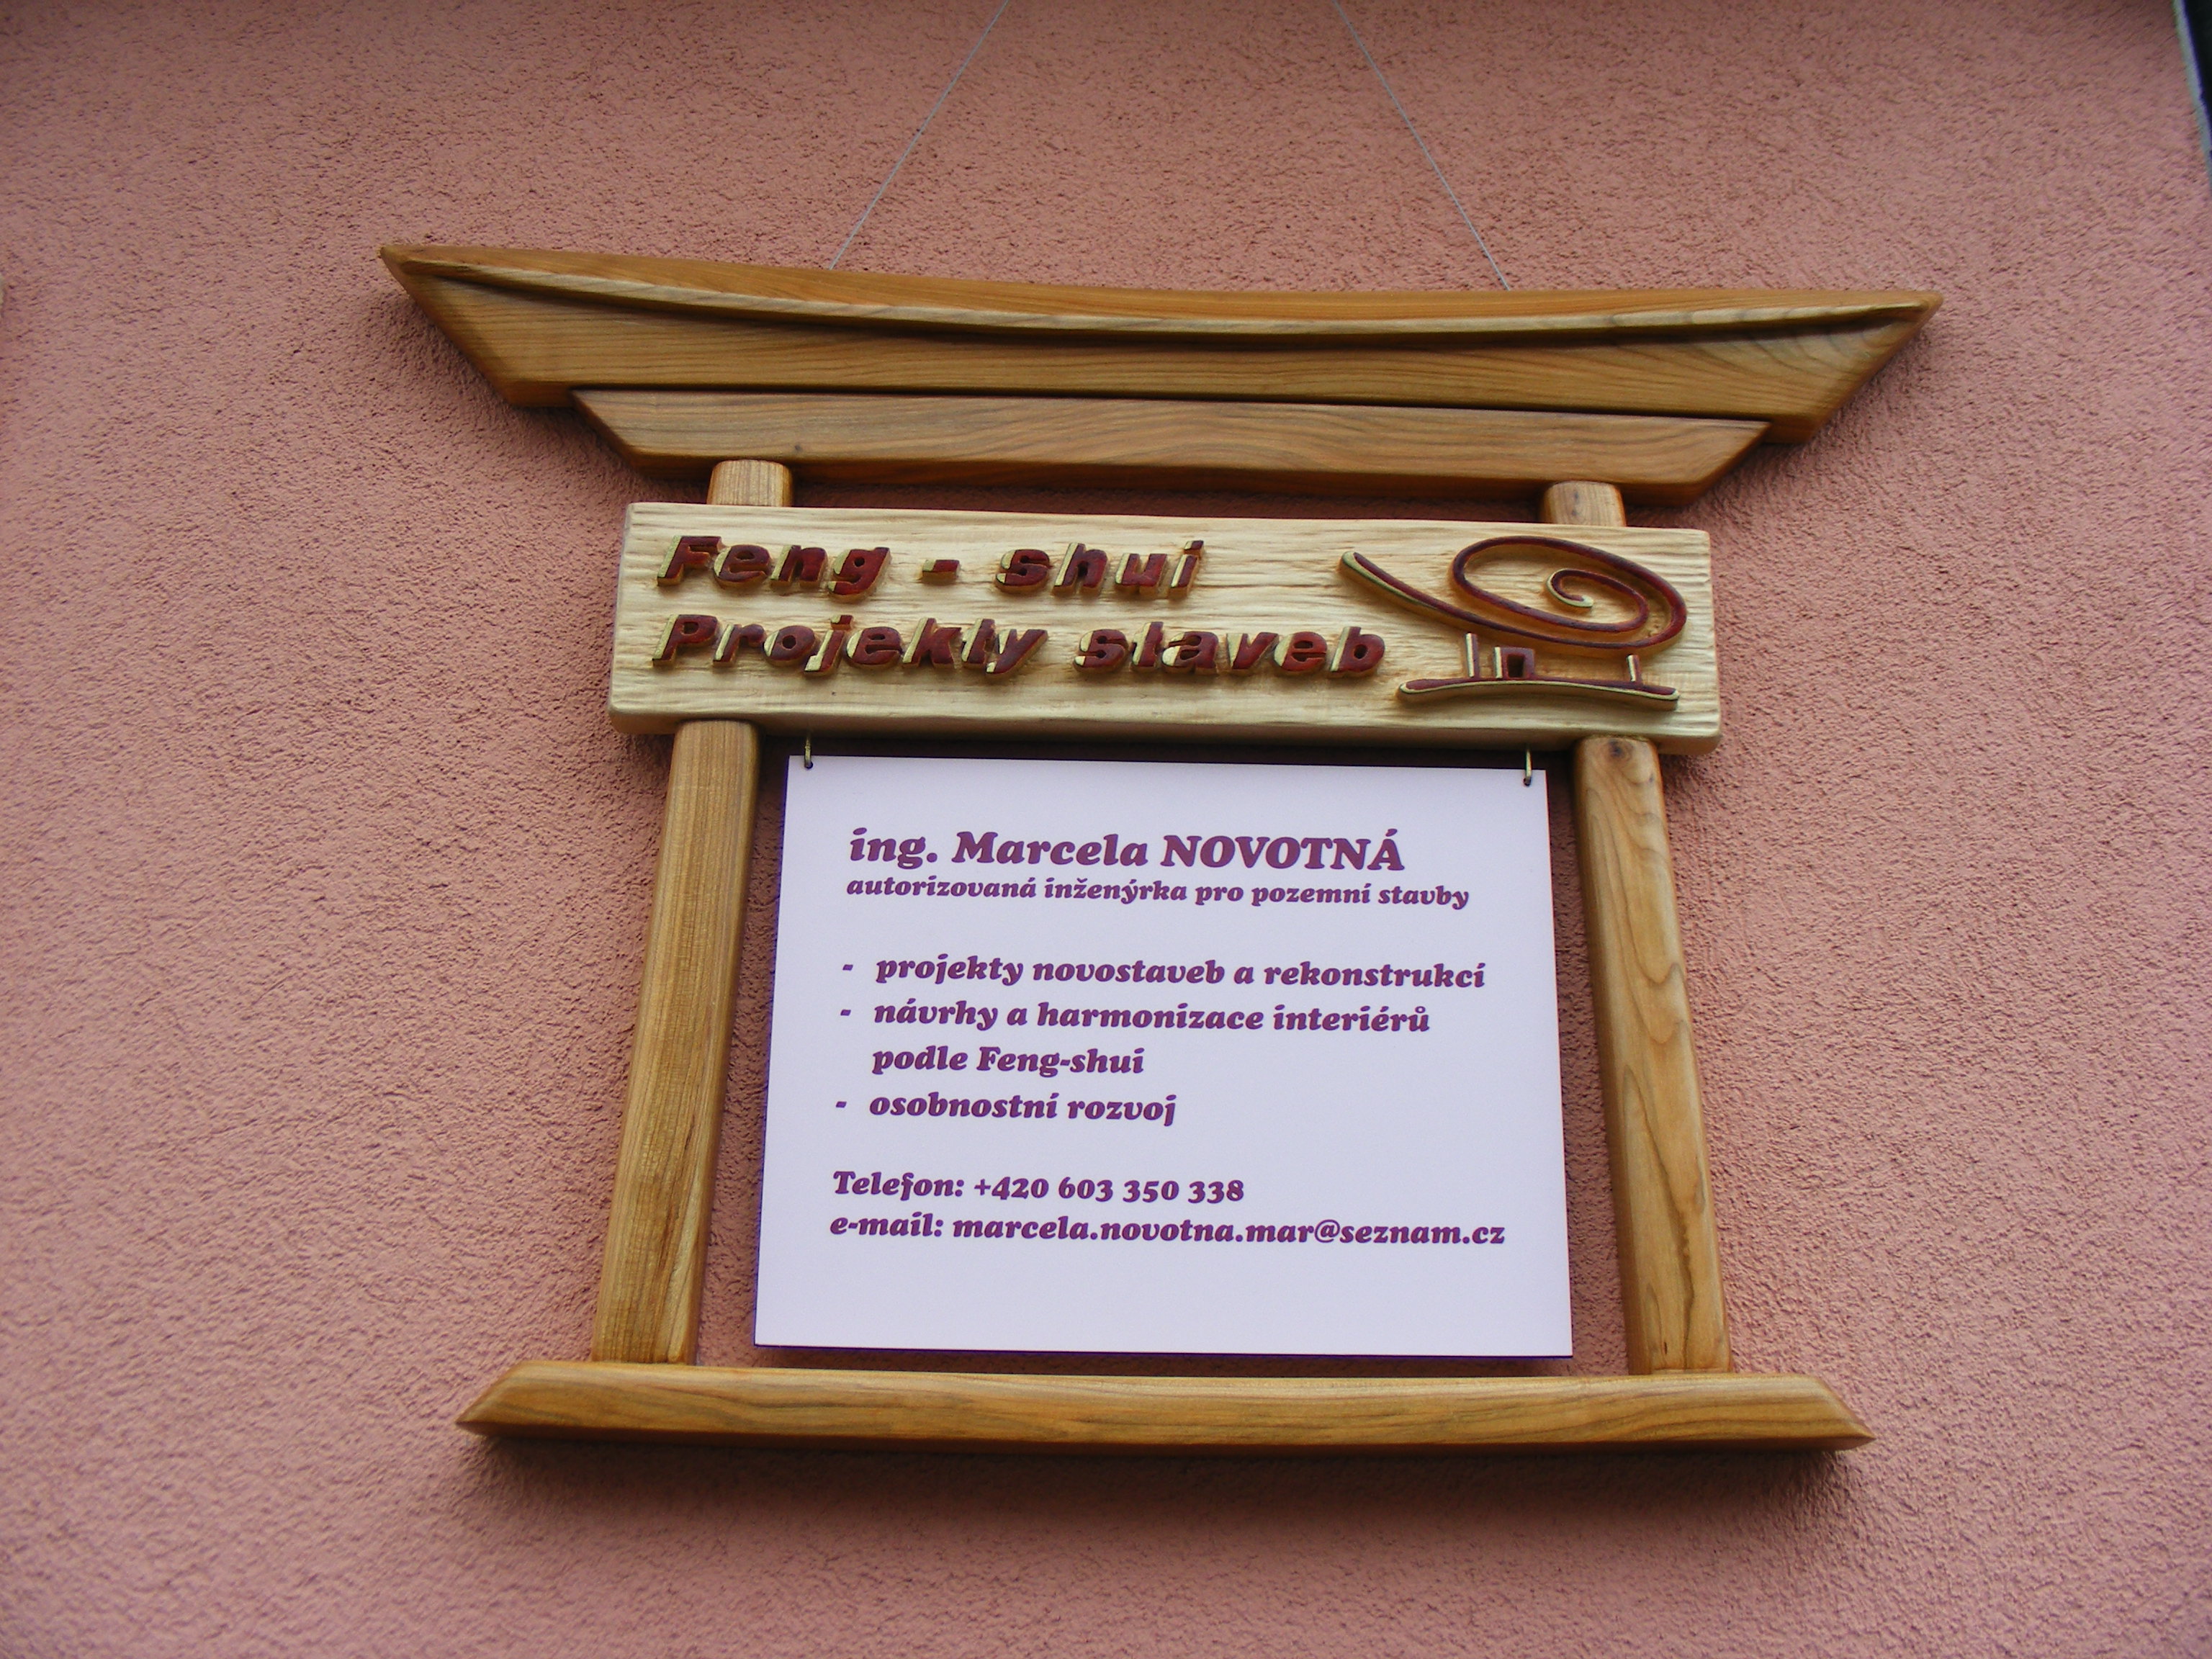 Feng - shui
Projekty staveb
ing. Marcela NOVOTNÁ
autorizovaná inženýrka pro pozemní stavby
- projekty novostaveb a rekonstrukcí
- návrhy a harmonizace interiérů
podle Feng-shui
- osobnostní rozvoj
Telefon: +420 603 350 338
e-mail: marcela.novotna.mar@seznam.cz